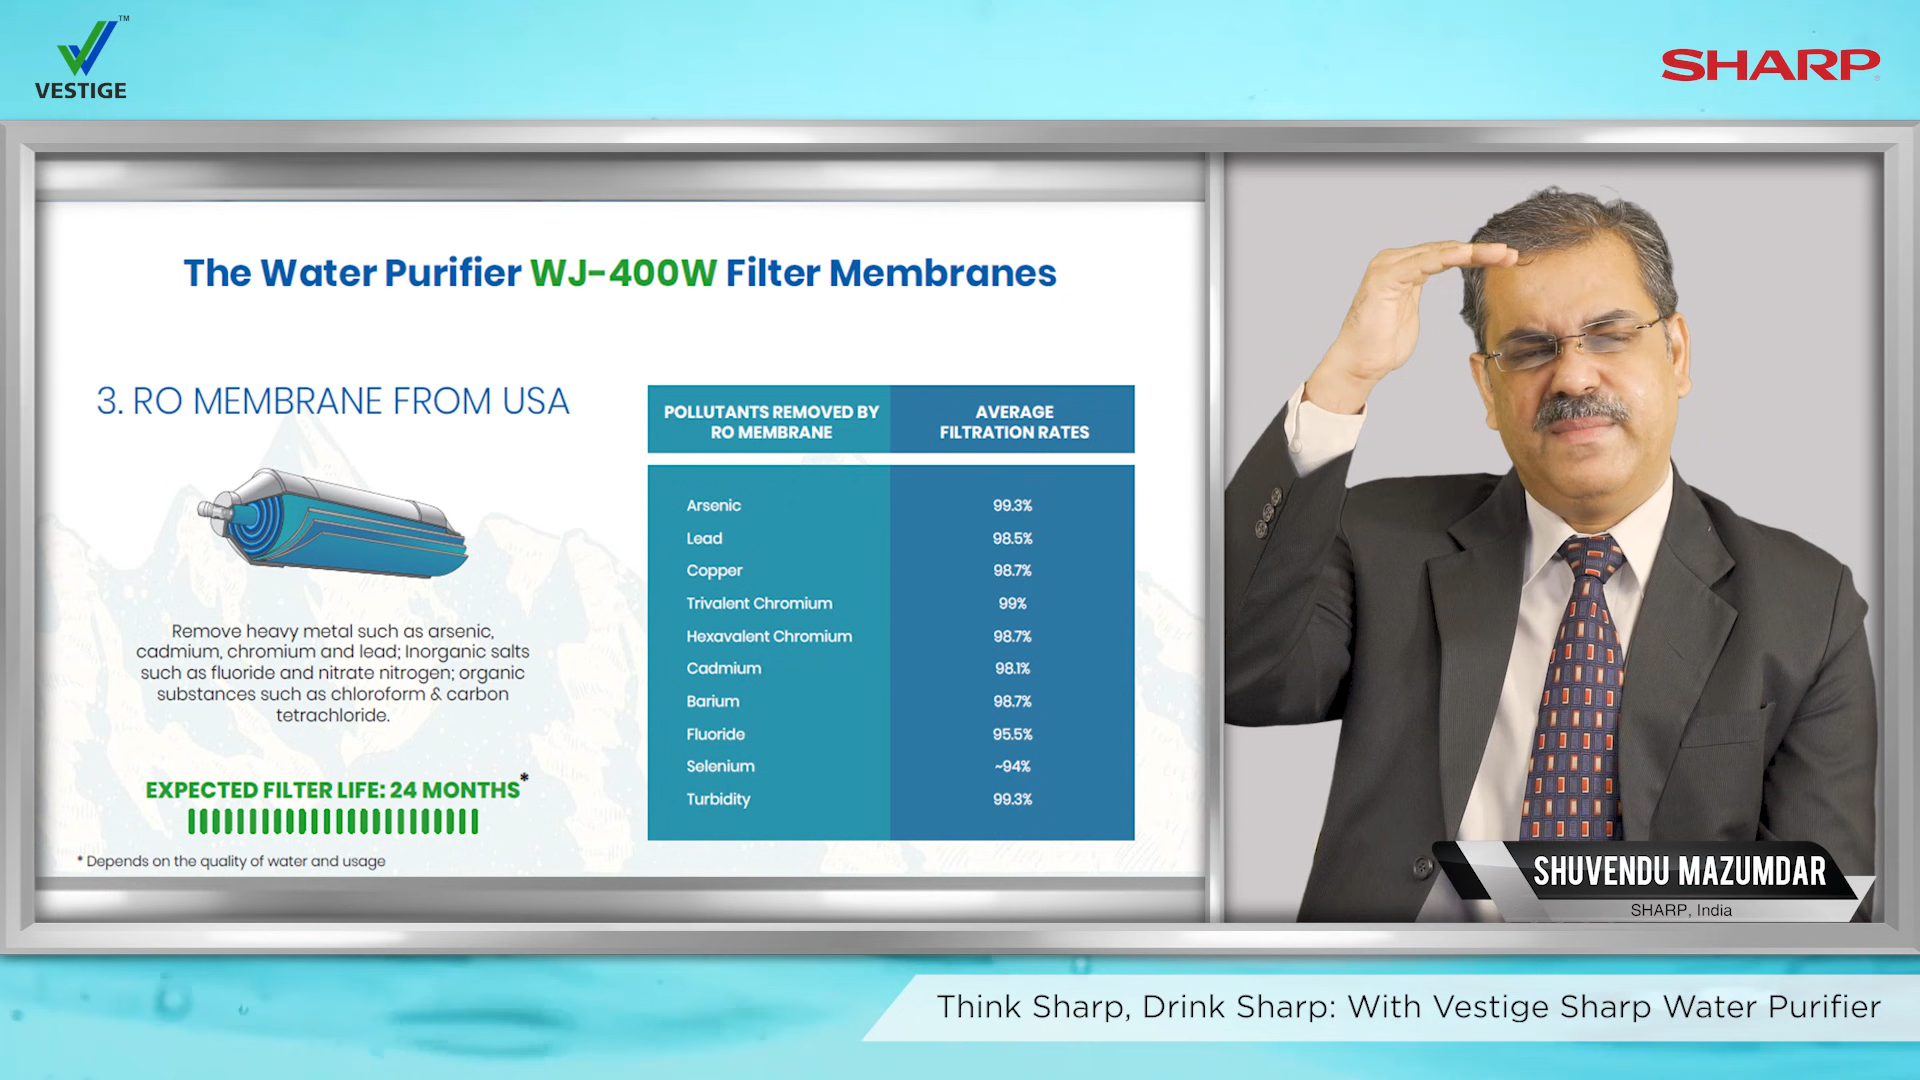 TM
VESTIGE
SHARP
The Water Purifier WJ-400W Filter Membranes
3. RO MEMBRANE FROM USA
Remove heavy metal such as arsenic,
cadmium, chromium and lead; Inorganic salts
such as fluoride and nitrate nitrogen; organic
substances such as chloroform & carbon
tetrachloride.
EXPECTED FILTER LIFE: 24 MONTHS*
* Depends on the quality of water and usage
POLLUTANTS REMOVED BY
RO MEMBRANE
AVERAGE
FILTRATION RATES
Arsenic 99.3%
Lead 98.5%
Copper 98.7%
Trivalent Chromium 99%
Hexavalent Chromium 98.7%
Cadmium 98.1%
Barium 98.7%
Fluoride 95.5%
Selenium ~94%
Turbidity 99.3%
SHUVENDU MAZUMDAR
SHARP, India
Think Sharp, Drink Sharp: With Vestige Sharp Water Purifier